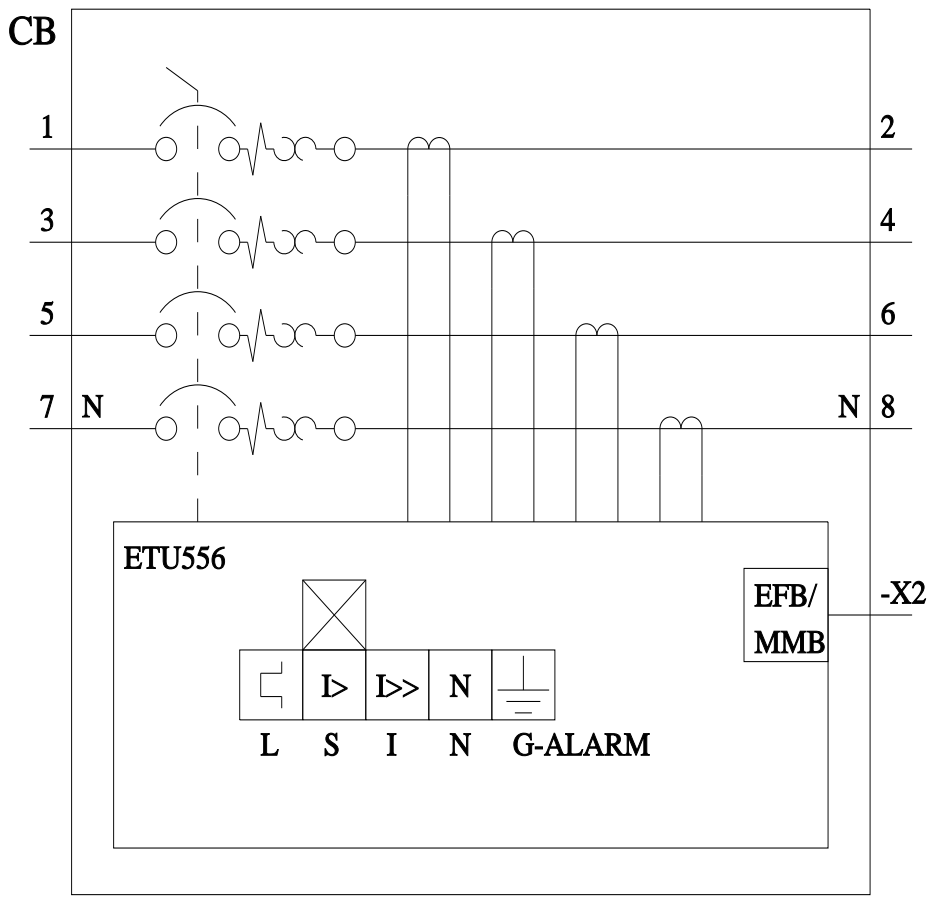 CB
1 2
3 4
5 6
7 N N 8
ETU556
EFB/ -X2
MMB
I> I>> N
L S I N G-ALARM